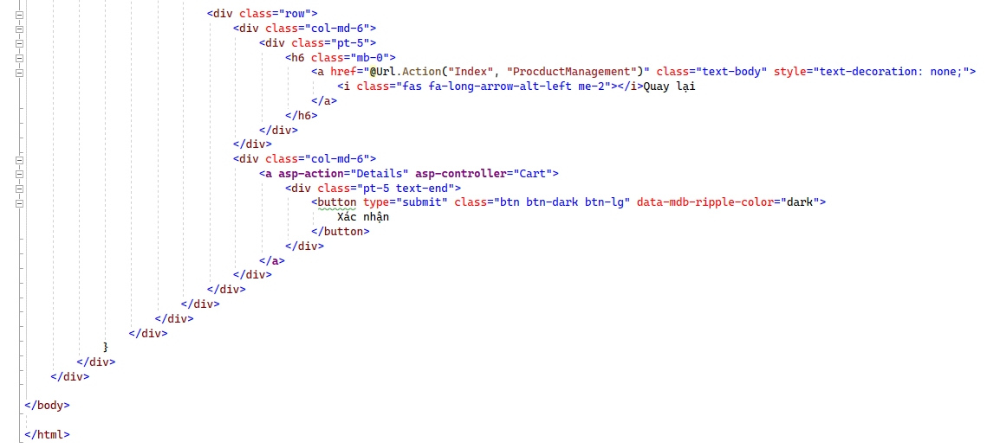 <div class="row">
<div class="col-md-6">
<div class="pt-5">
<h6 class="mb-0">
<a href="@Url.Action("Index", "ProcductManagement")" class="text-body" style="text-decoration: none;">
<i class="fas fa-long-arrow-alt-left me-2"></i>Quay lại
</a>
</h6>
</div>
</div>
<div class="col-md-6">
<a asp-action="Details" asp-controller="Cart">
<div class="pt-5 text-end">
<button type="submit" class="btn btn-dark btn-lg" data-mdb-ripple-color="dark">
Xác nhận
</button>
</div>
</a>
</div>
</div>
</div>
</div>
</div>
}
</div>
</div>
</body>
</html>